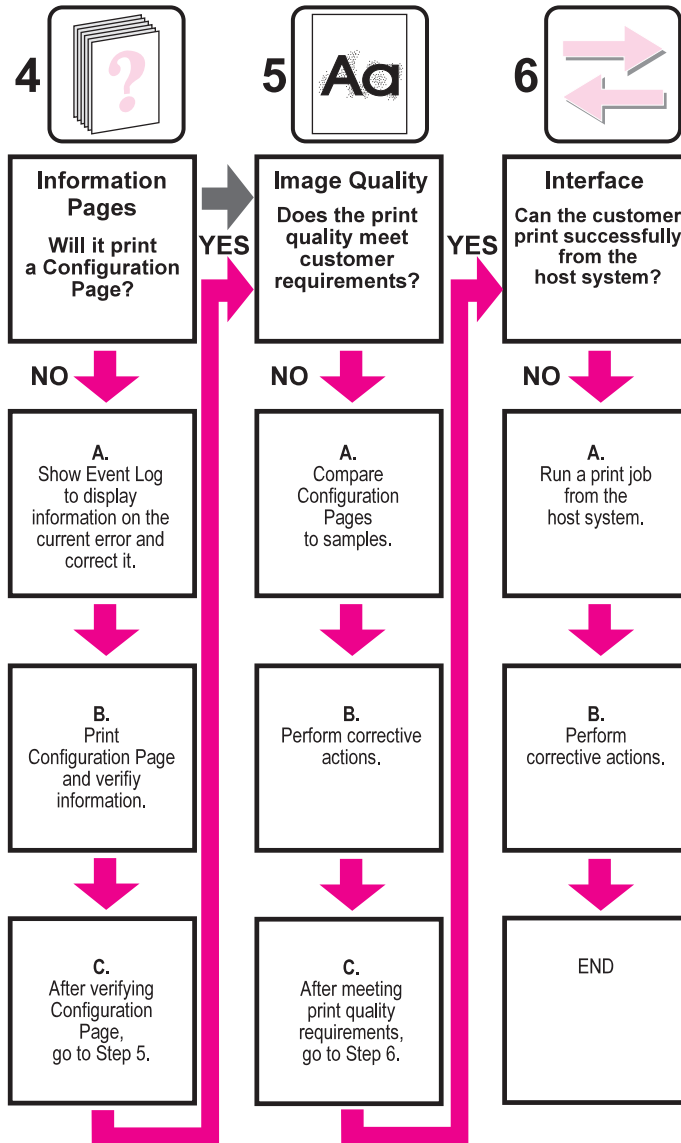 4
?
Information
Pages
Will it print
a Configuration
Page?
YES
NO
A.
Show Event Log
to display
information on the
current error and
correct it.
B.
Print
Configuration Page
and verifiy
information.
C.
After verifying
Configuration
Page,
go to Step 5.
5
Aa
Image Quality
Does the print
quality meet
customer
requirements?
YES
NO
A.
Compare
Configuration
Pages
to samples.
B.
Perform corrective
actions.
C.
After meeting
print quality
requirements,
go to Step 6.
6
Interface
Can the customer
print successfully
from the
host system?
NO
A.
Run a print job
from the
host system.
B.
Perform
corrective actions.
END